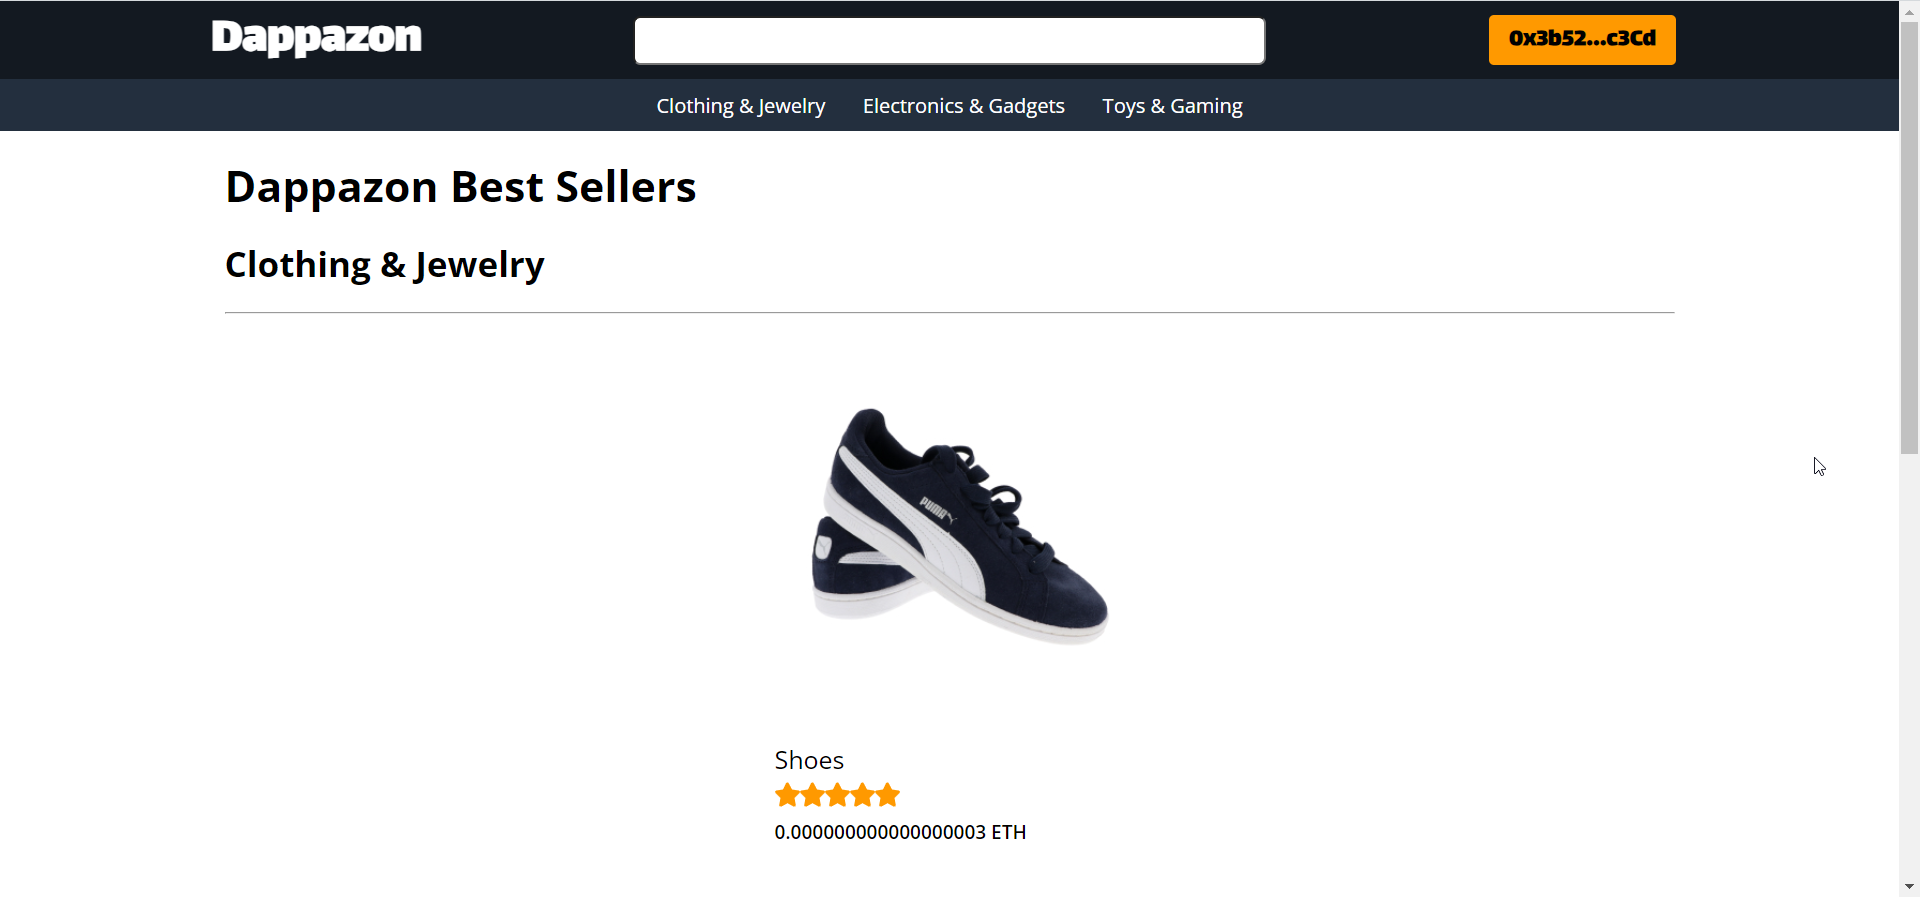 Dappazon
0x3b52...c3Cd
Clothing & Jewelry Electronics & Gadgets Toys & Gaming
Dappazon Best Sellers
Clothing & Jewelry
PUMA
Shoes
0.000000000000000003 ETH